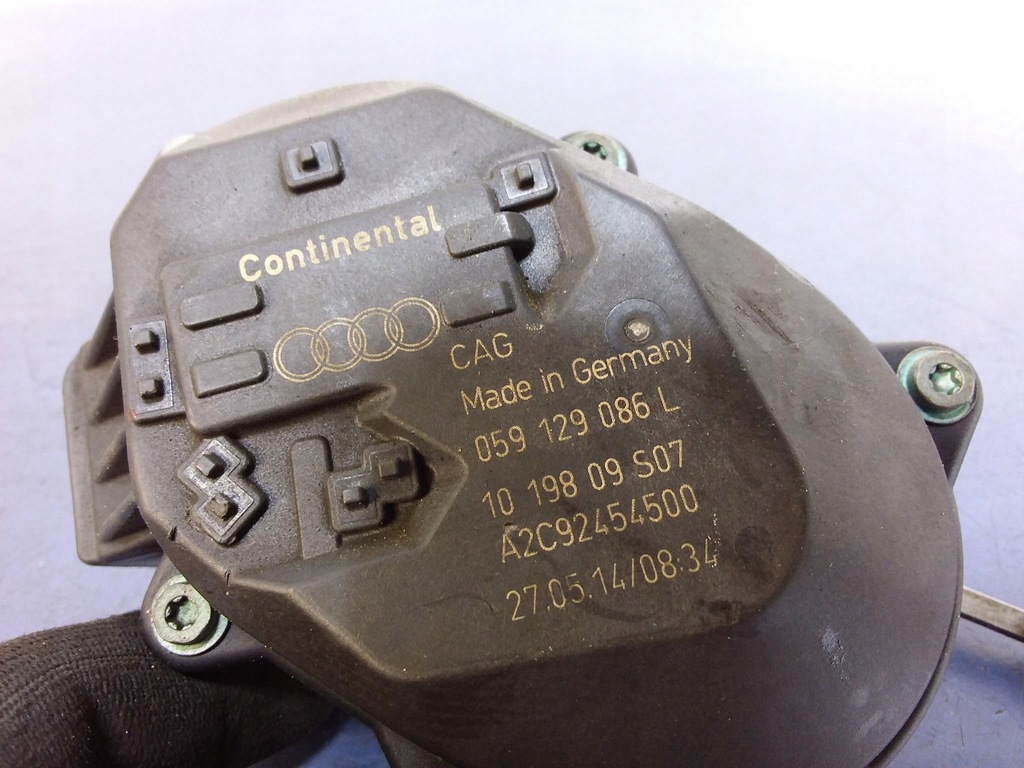 Continental
CAG
Made in Germany
059 129 086 L
10 198 09 S07
A2C92454500
27.05.14/08:34